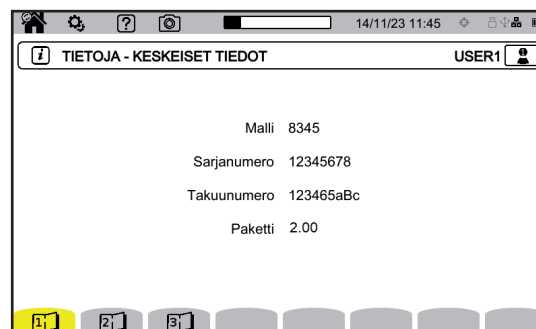 14/11/23 11:45
TIETOJA - KESKEISET TIEDOT USER1
Malli 8345
Sarjanumero 12345678
Takuunumero 123465aBc
Paketti 2.00
1 2 3